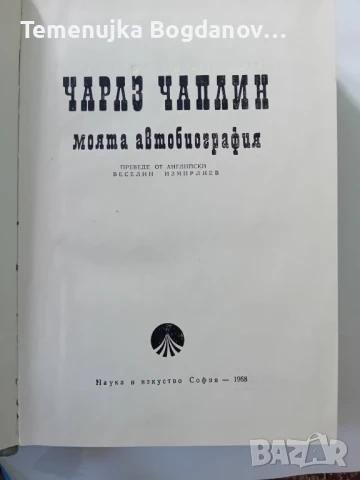 Temenujka Bogdanov...
ЧАРЛЗ ЧАПЛИН
моята автобиография
ПРЕВЕДЕ ОТ АНГЛИЙСКИ
ВЕСЕЛИН ИЗМИРЛИЕВ
Наука и изкуство София — 1968
BAZAR